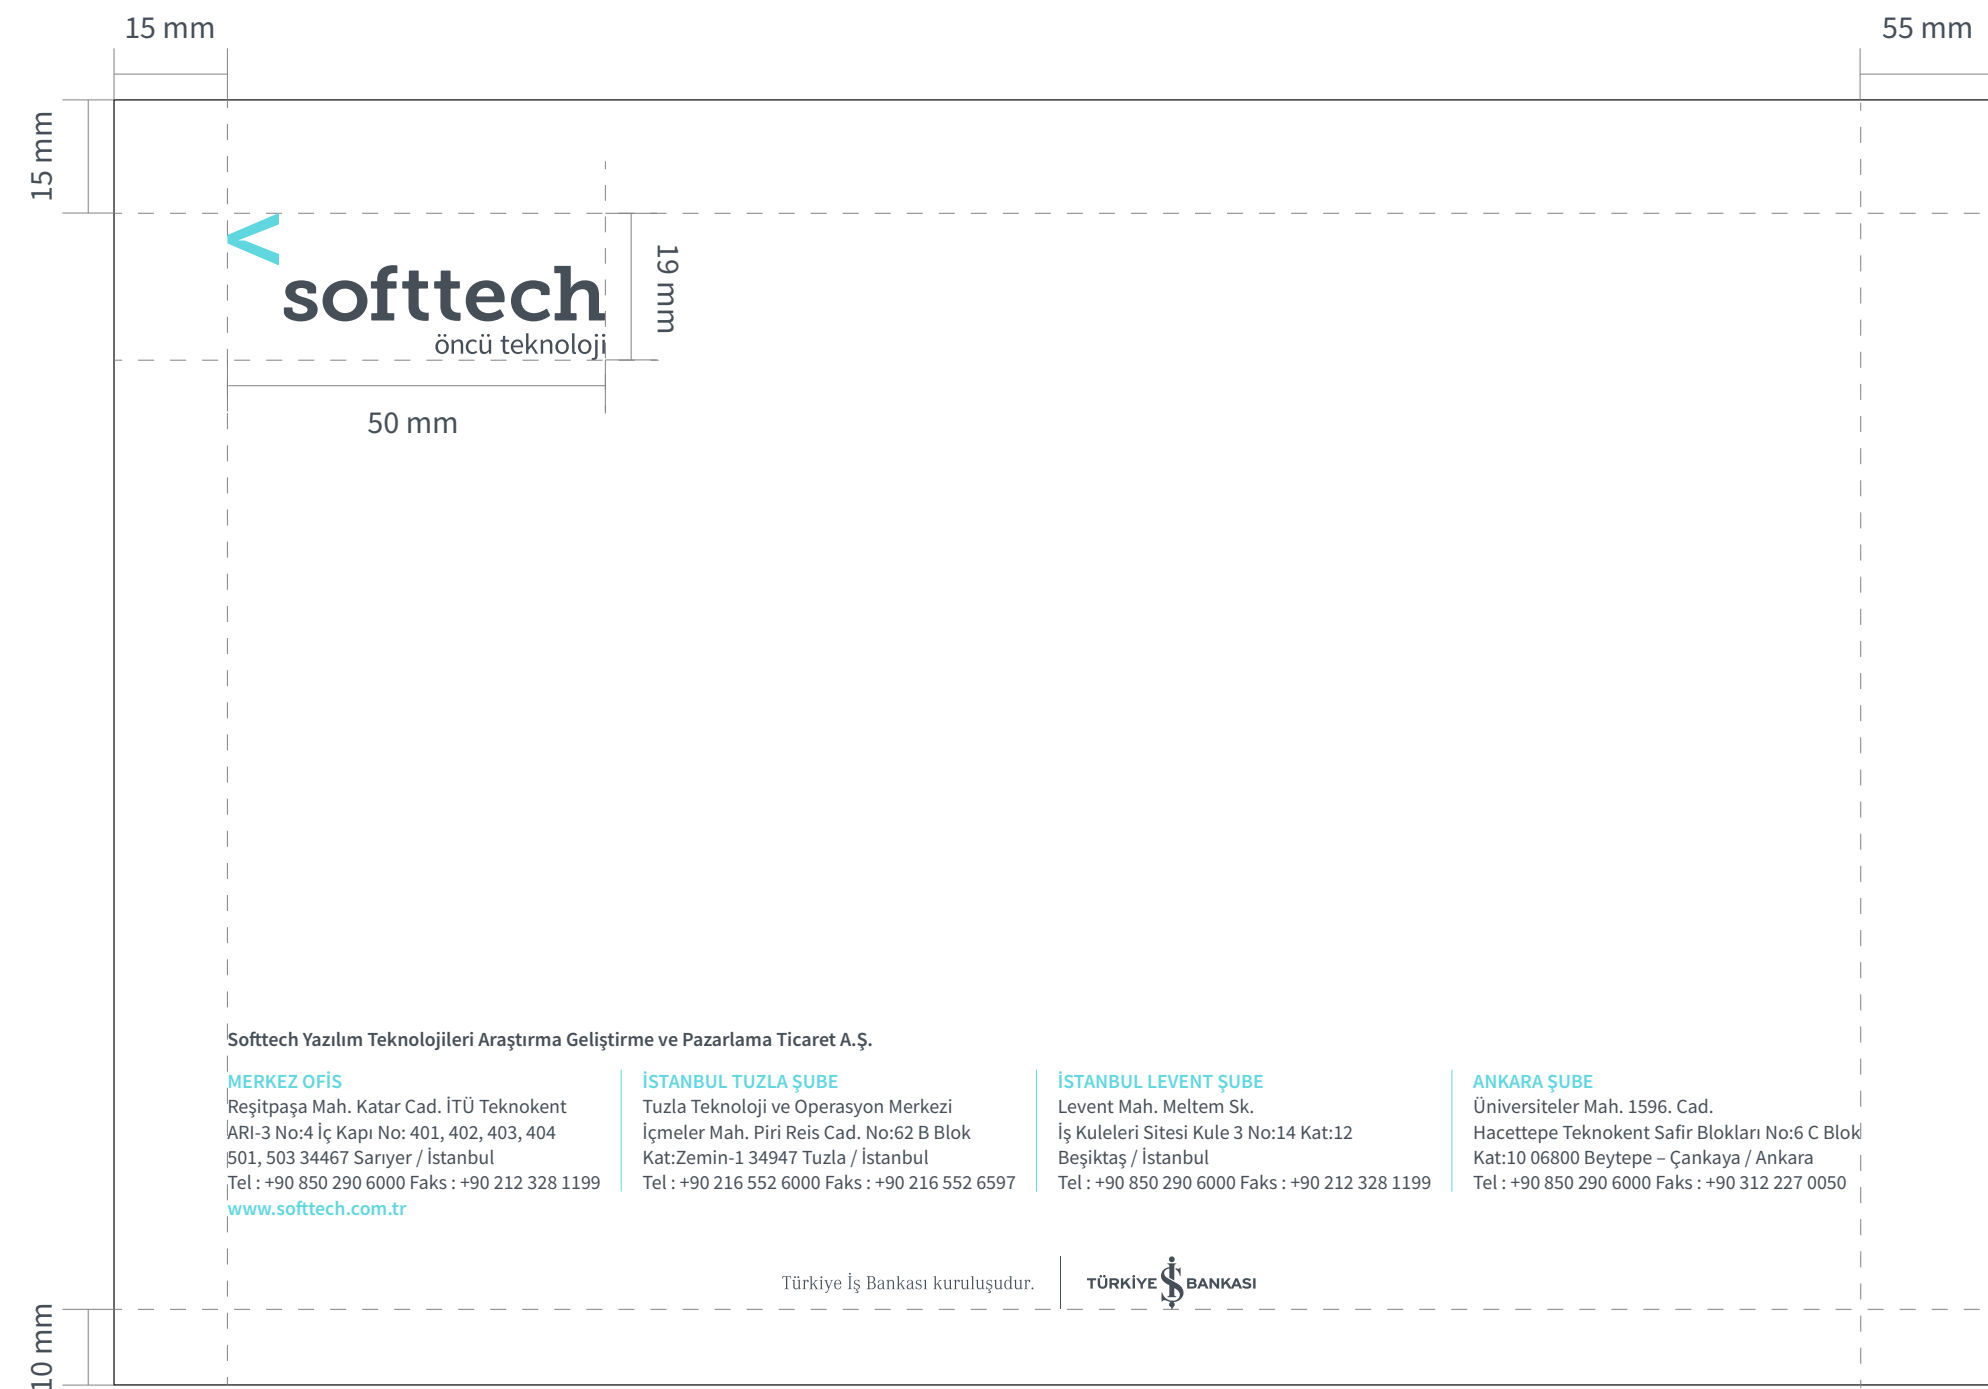 15 mm
55 mm
15 mm
softtech
öncü teknoloji
19 mm
50 mm
Softtech Yazılım Teknolojileri Araştırma Geliştirme ve Pazarlama Ticaret A.Ş.
MERKEZ OFİS
Reşitpaşa Mah. Katar Cad. İTÜ Teknokent
ARI-3 No:4 İç Kapı No: 401, 402, 403, 404
501, 503 34467 Sarıyer / İstanbul
Tel : +90 850 290 6000 Faks : +90 212 328 1199
www.softtech.com.tr
İSTANBUL TUZLA ŞUBE
Tuzla Teknoloji ve Operasyon Merkezi
İçmeler Mah. Piri Reis Cad. No:62 B Blok
Kat:Zemin-1 34947 Tuzla / İstanbul
Tel : +90 216 552 6000 Faks : +90 216 552 6597
İSTANBUL LEVENT ŞUBE
Levent Mah. Meltem Sk.
İş Kuleleri Sitesi Kule 3 No:14 Kat:12
Beşiktaş / İstanbul
Tel : +90 850 290 6000 Faks : +90 212 328 1199
ANKARA ŞUBE
Üniversiteler Mah. 1596. Cad.
Hacettepe Teknokent Safir Blokları No:6 C Blok
Kat:10 06800 Beytepe – Çankaya / Ankara
Tel : +90 850 290 6000 Faks : +90 312 227 0050
Türkiye İş Bankası kuruluşudur.
TÜRKİYE İŞ BANKASI
10 mm